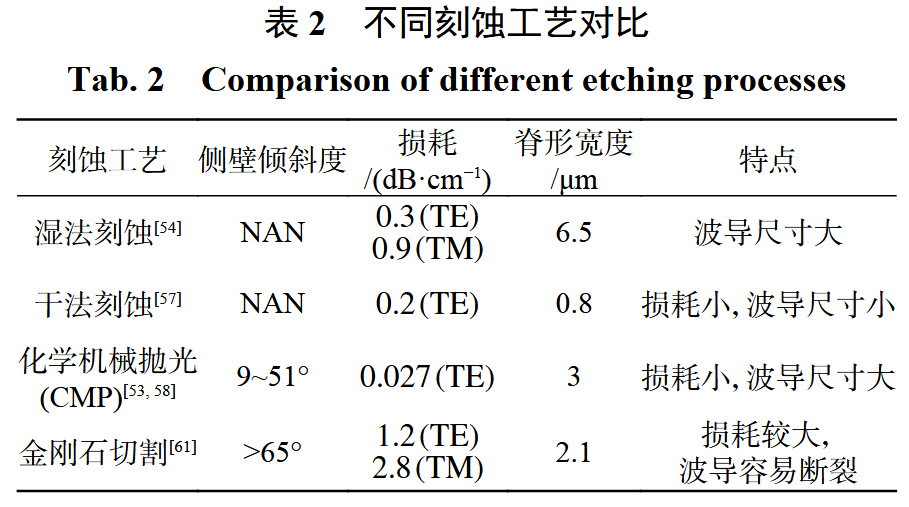 表 2 不同刻蚀工艺对比
Tab. 2 Comparison of different etching processes
刻蚀工艺 侧壁倾斜度 损耗/(dB·cm⁻¹) 脊形宽度/μm 特点
湿法刻蚀[54] NAN 0.3 (TE) 0.9 (TM) 6.5 波导尺寸大
干法刻蚀[57] NAN 0.2 (TE) 0.8 损耗小, 波导尺寸小
化学机械抛光(CMP)[53, 58] 9~51° 0.027 (TE) 3 损耗小, 波导尺寸大
金刚石切割[61] >65° 1.2 (TE) 2.8 (TM) 2.1 损耗较大, 波导容易断裂